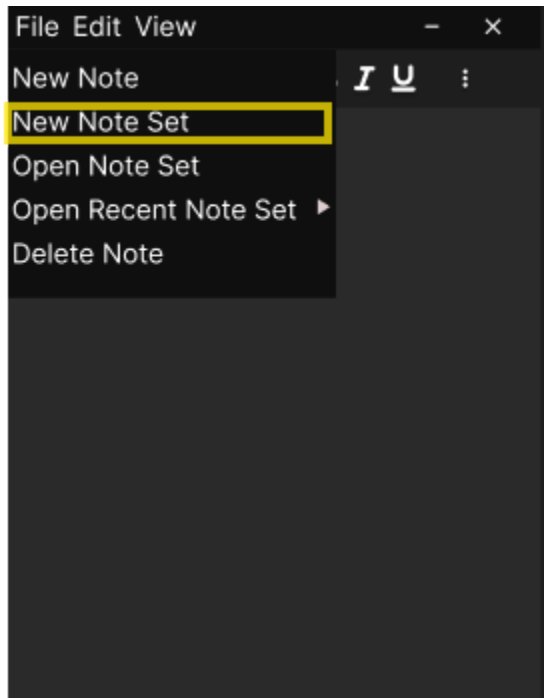 File Edit View
New Note
I U
New Note Set
Open Note Set
Open Recent Note Set
Delete Note